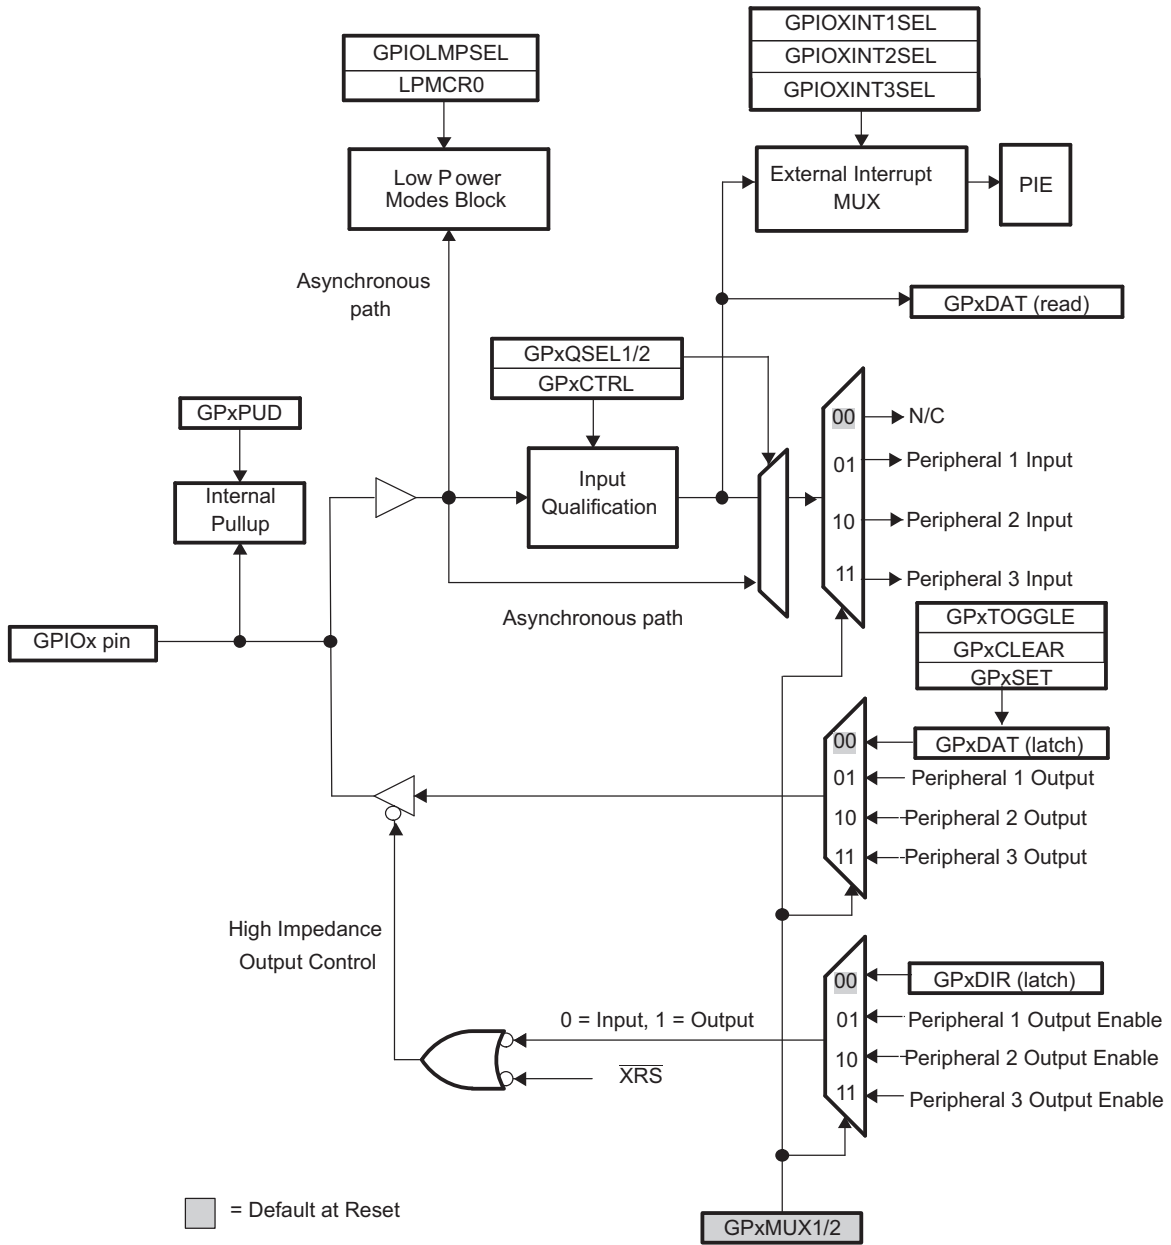 GPIOXINT1SEL
GPIOXINT2SEL
GPIOXINT3SEL
GPIOLMPSEL
LPMCR0
Low Power
Modes Block
External Interrupt
MUX
PIE
Asynchronous
path
GPxDAT (read)
GPxQSEL1/2
GPxCTRL
GPxPUD
Internal
Pullup
Input
Qualification
00
N/C
01
Peripheral 1 Input
10
Peripheral 2 Input
11
Peripheral 3 Input
Asynchronous path
GPIOx pin
GPxTOGGLE
GPxCLEAR
GPxSET
00
GPxDAT (latch)
01
Peripheral 1 Output
10
Peripheral 2 Output
11
Peripheral 3 Output
High Impedance
Output Control
00
GPxDIR (latch)
0 = Input, 1 = Output
01
Peripheral 1 Output Enable
10
Peripheral 2 Output Enable
XRS
11
Peripheral 3 Output Enable
= Default at Reset
GPxMUX1/2